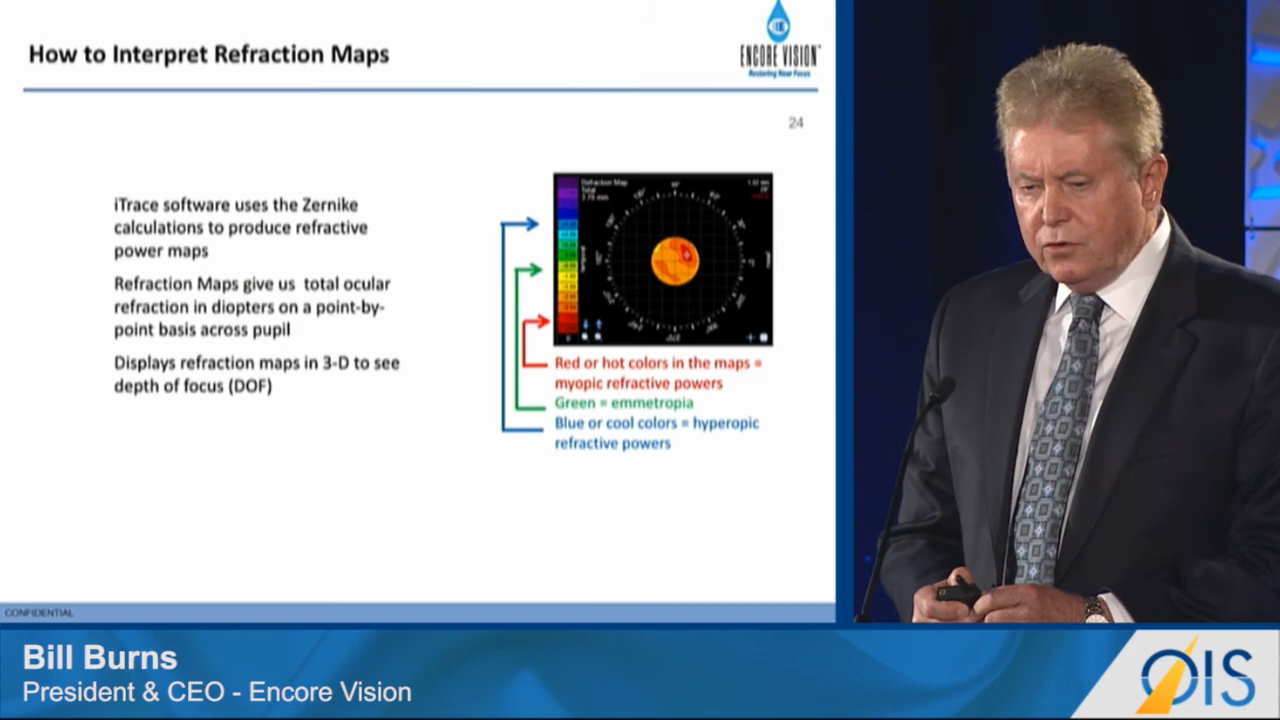 How to Interpret Refraction Maps
ENCORE VISION
Restoring Near Focus
24
iTrace software uses the Zernike
calculations to produce refractive
power maps
Refraction Maps give us total ocular
refraction in diopters on a point-by-
point basis across pupil
Displays refraction maps in 3-D to see
depth of focus (DOF)
Refraction Map
Total
Red or hot colors in the maps =
myopic refractive powers
Green = emmetropia
Blue or cool colors = hyperopic
refractive powers
CONFIDENTIAL
Bill Burns
President & CEO - Encore Vision
OIS